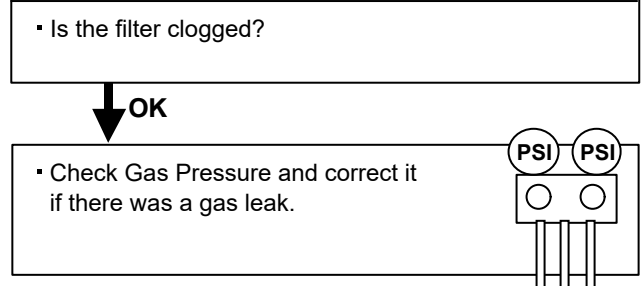 ▪ Is the filter clogged?
OK
▪ Check Gas Pressure and correct it
if there was a gas leak.
PSI PSI